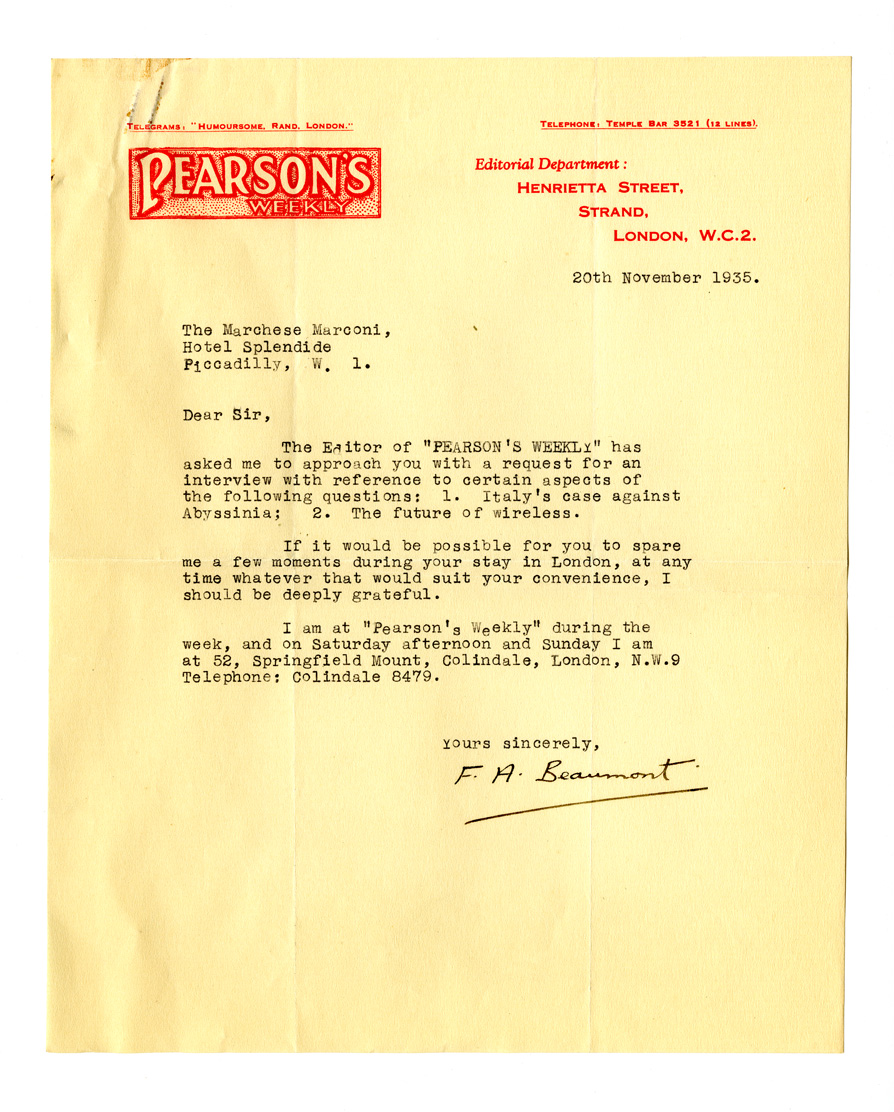 TELEGRAMS: "HUMOURSOME, RAND, LONDON."
TELEPHONE: TEMPLE BAR 3521 (12 LINES).
PEARSON'S
WEEKLY
Editorial Department:
HENRIETTA STREET,
STRAND,
LONDON, W.C.2.
20th November 1935.
The Marchese Marconi,
Hotel Splendide
Piccadilly, W. 1.
Dear Sir,
The Editor of "PEARSON'S WEEKLY" has
asked me to approach you with a request for an
interview with reference to certain aspects of
the following questions: 1. Italy's case against
Abyssinia; 2. The future of wireless.
If it would be possible for you to spare
me a few moments during your stay in London, at any
time whatever that would suit your convenience, I
should be deeply grateful.
I am at "Pearson's Weekly" during the
week, and on Saturday afternoon and Sunday I am
at 52, Springfield Mount, Colindale, London, N.W.9
Telephone: Colindale 8479.
Yours sincerely,
F. A. Beaumont